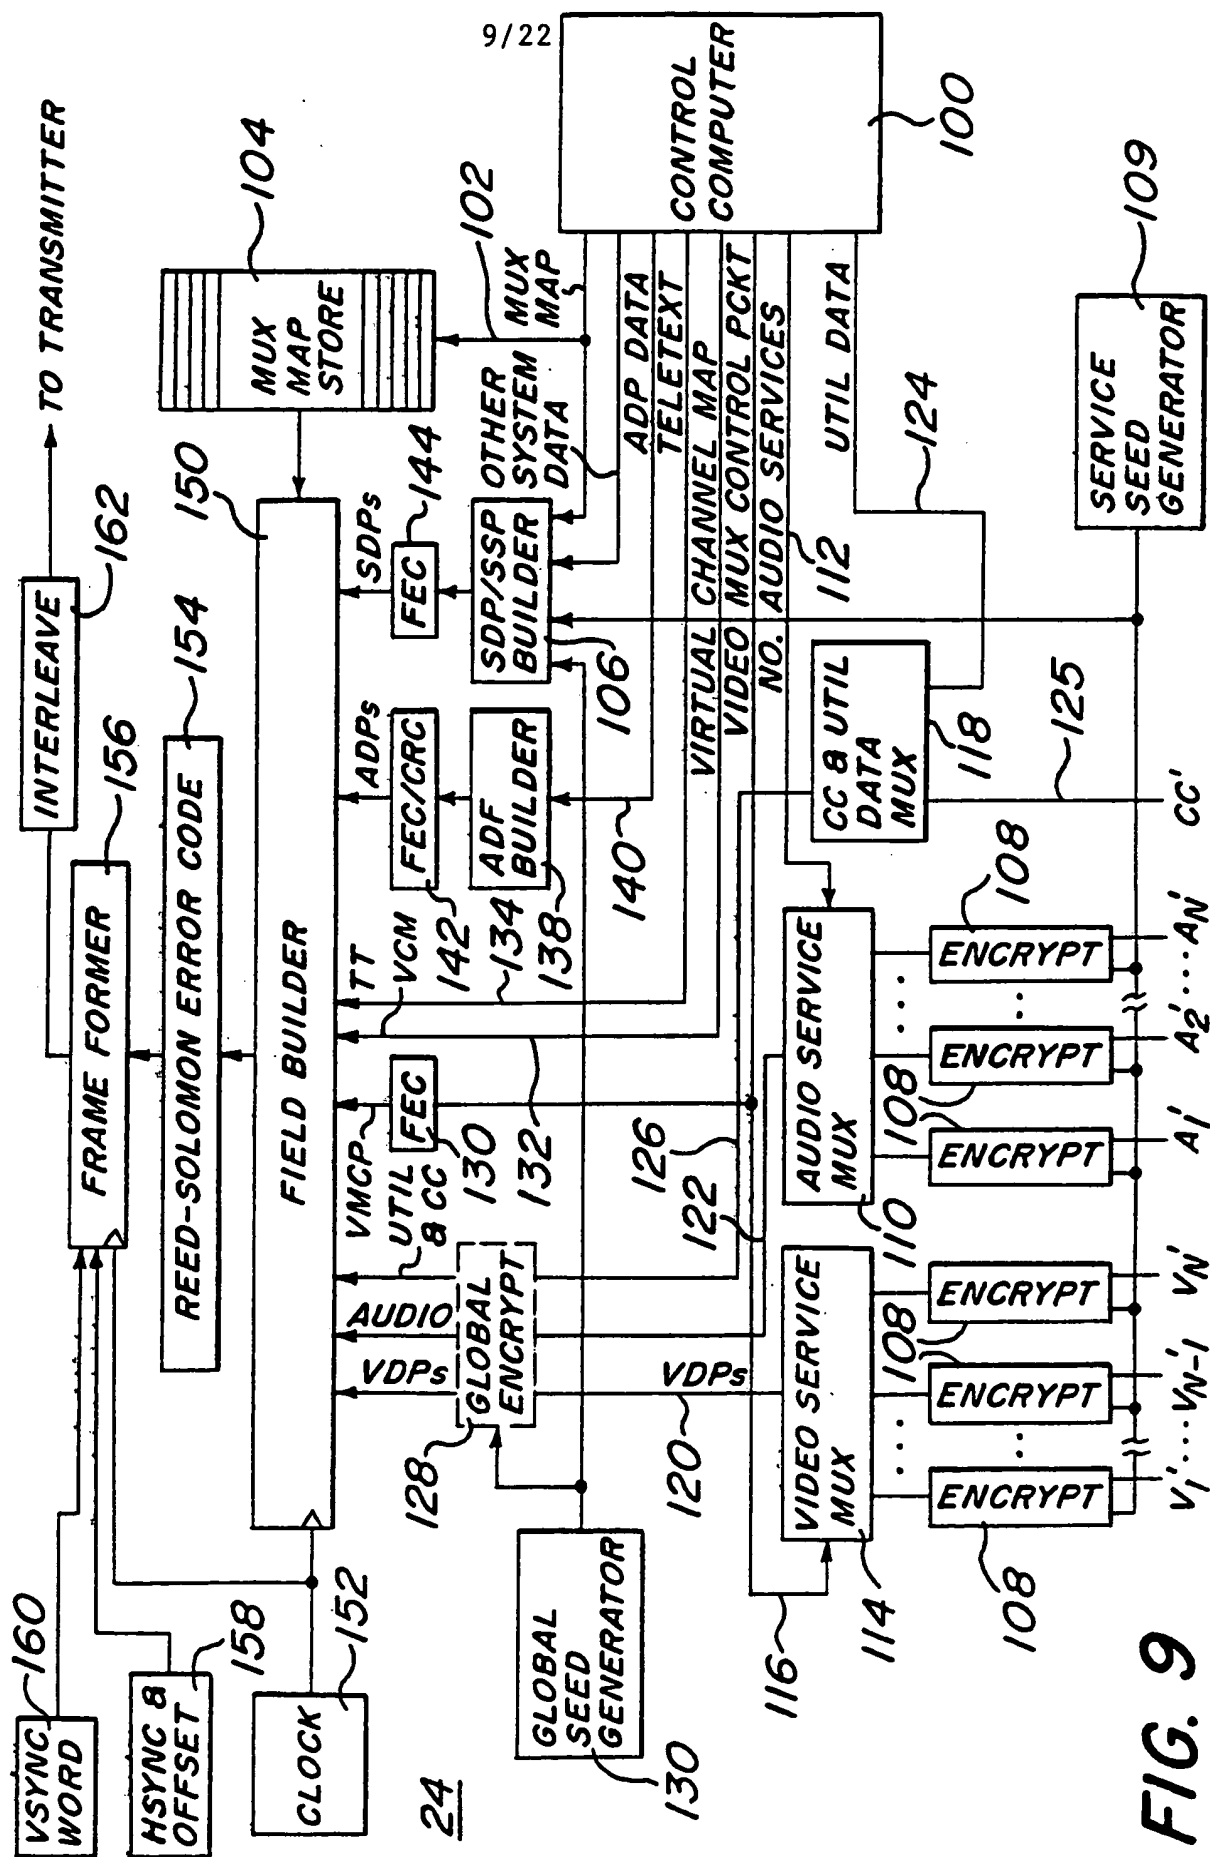 9/22
VSYNC
WORD
160
HSYNC &
OFFSET
158
CLOCK
152
24
FRAME FORMER
156
INTERLEAVE
162
TO TRANSMITTER
REED-SOLOMON ERROR CODE
154
FIELD BUILDER
150
MUX
MAP
STORE
104
VDPs
AUDIO
UTIL
& CC
VMCP
VCM
TT
ADPs
SDPs
GLOBAL
ENCRYPT
128
FEC
130
132
134
FEC/CRC
142
ADF
BUILDER
138
140
FEC
144
SDP/SSP
BUILDER
106
OTHER
SYSTEM
DATA
MUX
MAP
102
ADP DATA
TELETEXT
VIRTUAL CHANNEL MAP
VIDEO MUX CONTROL PCKT
NO. AUDIO SERVICES
112
UTIL DATA
124
CONTROL
COMPUTER
100
GLOBAL
SEED
GENERATOR
130
VDPs
120
122
126
116
VIDEO SERVICE
MUX
114
AUDIO SERVICE
MUX
110
CC & UTIL
DATA
MUX
118
125
SERVICE
SEED
GENERATOR
109
ENCRYPT
108
ENCRYPT
108
ENCRYPT
108
ENCRYPT
108
ENCRYPT
ENCRYPT
108
V1' .... VN-1' VN' A1' A2' .... AN' CC'
FIG. 9